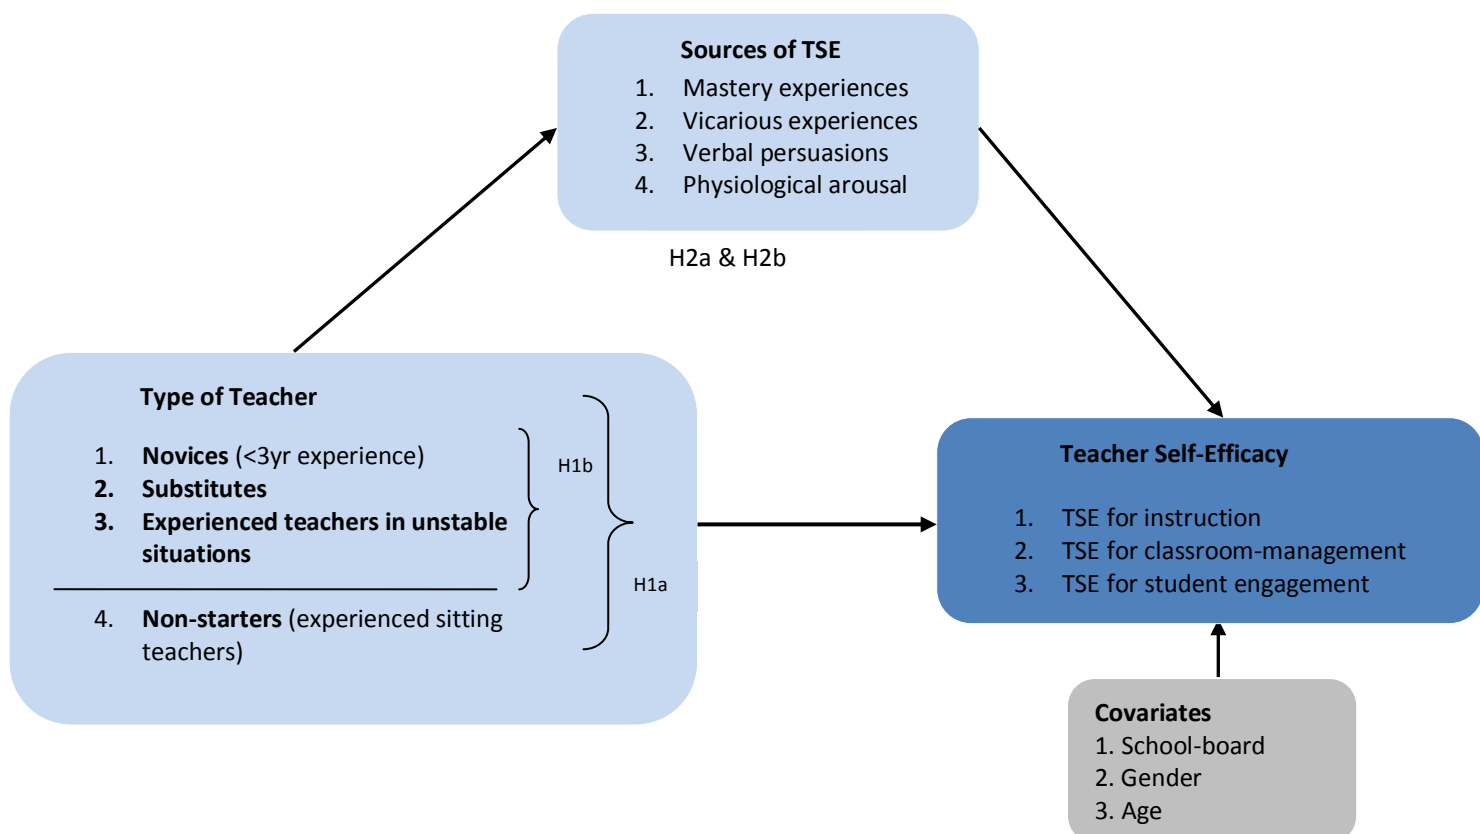 Sources of TSE
1. Mastery experiences
2. Vicarious experiences
3. Verbal persuasions
4. Physiological arousal
H2a & H2b
Type of Teacher
1. Novices (<3yr experience)
2. Substitutes
3. Experienced teachers in unstable
situations
4. Non-starters (experienced sitting
teachers)
H1b
H1a
Teacher Self-Efficacy
1. TSE for instruction
2. TSE for classroom-management
3. TSE for student engagement
Covariates
1. School-board
2. Gender
3. Age